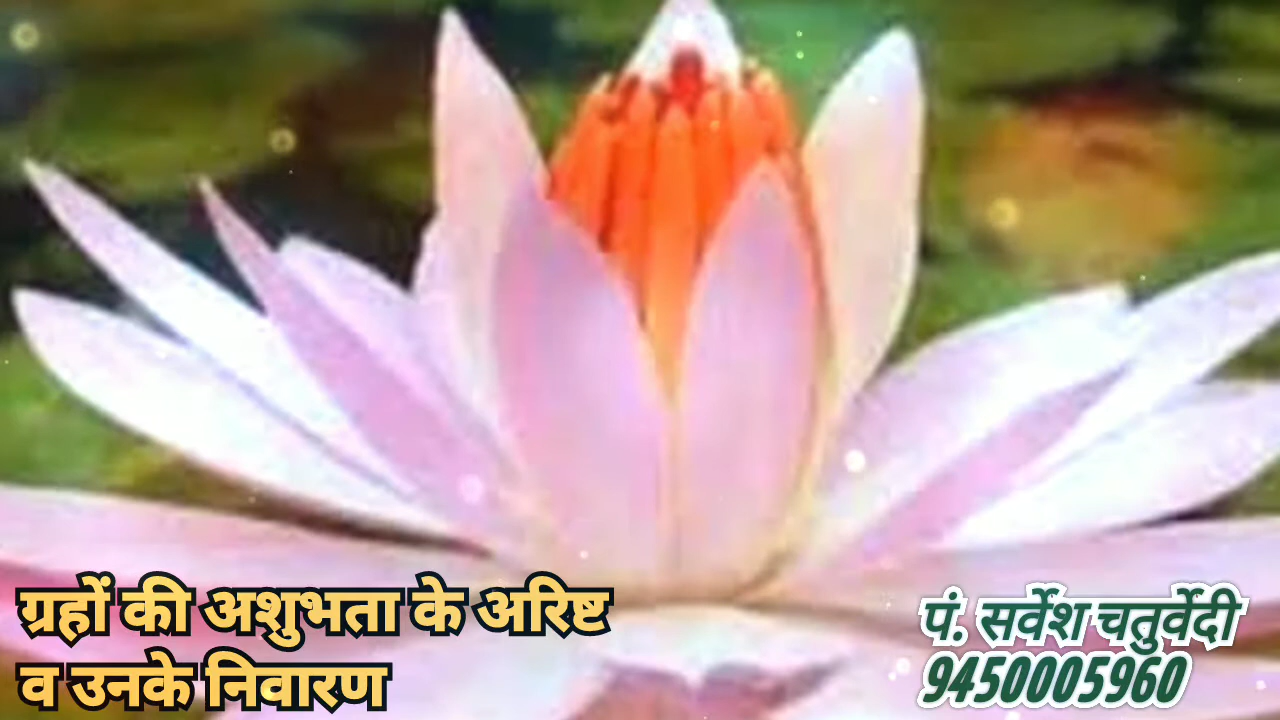 ग्रहों की अशुभता के अरिष्ट
व उनके निवारण
पं. सर्वेश चतुर्वेदी
9450005960